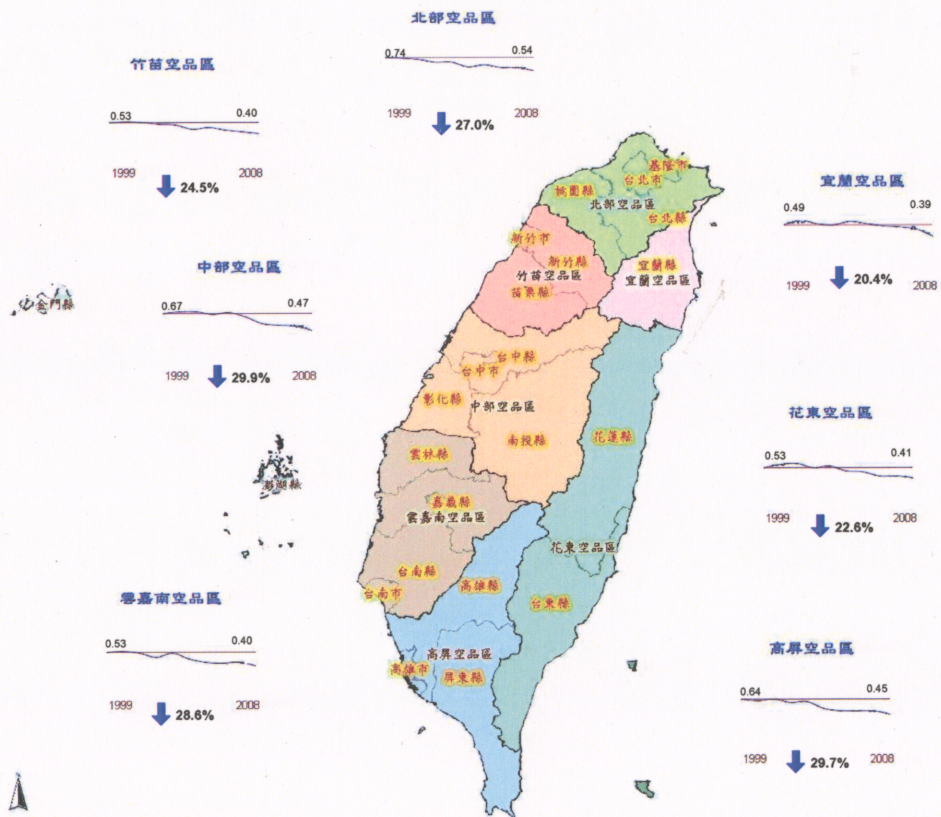 北部空品區
0.74 0.54
1999 2008
27.0%
竹苗空品區
0.53 0.40
1999 2008
24.5%
宜蘭空品區
0.49 0.39
1999 2008
20.4%
中部空品區
0.67 0.47
1999 2008
29.9%
花東空品區
0.53 0.41
1999 2008
22.6%
雲嘉南空品區
0.53 0.40
1999 2008
28.6%
高屏空品區
0.64 0.45
1999 2008
29.7%
基隆市
台北市
桃園縣
北部空品區
台北縣
新竹市
新竹縣
竹苗空品區
苗栗縣
宜蘭縣
宜蘭空品區
金門縣
台中縣
台中市
彰化縣
中部空品區
南投縣
花蓮縣
雲林縣
澎湖縣
嘉義縣
雲嘉南空品區
花東空品區
台南縣
台南市
高雄縣
台東縣
高屏空品區
高雄市
屏東縣